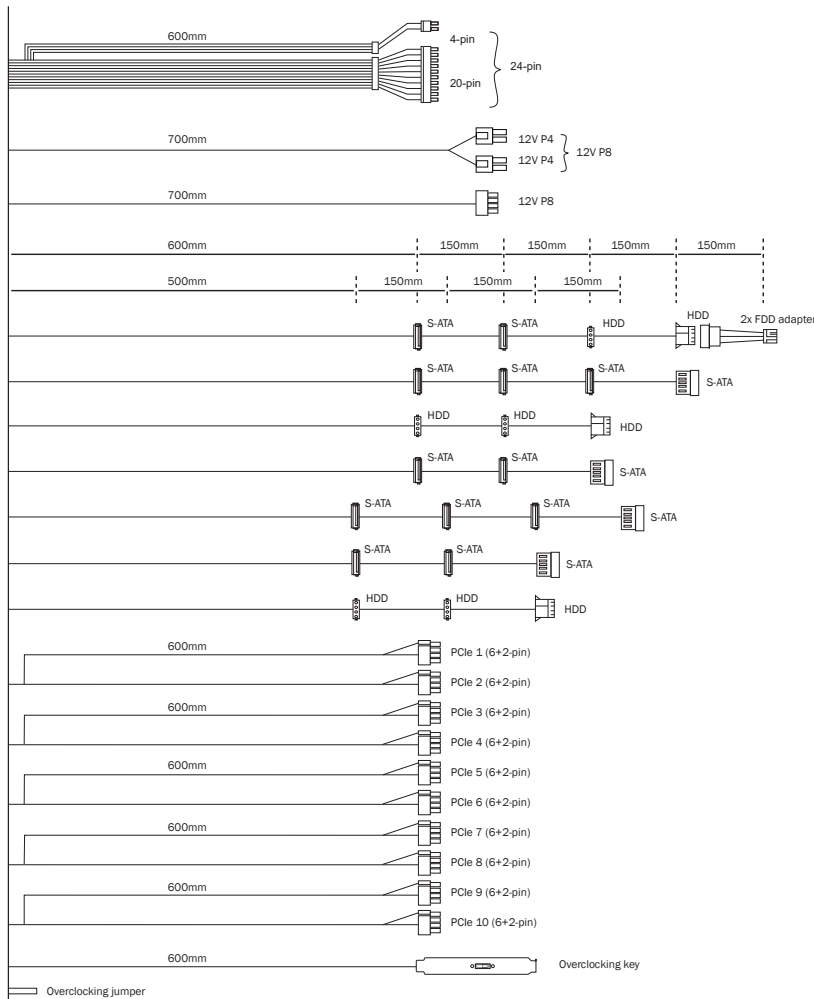 600mm
4-pin
20-pin
24-pin
700mm
12V P4
12V P4
12V P8
700mm
12V P8
600mm 150mm 150mm 150mm 150mm
500mm 150mm 150mm 150mm
S-ATA S-ATA HDD HDD 2x FDD adapter
S-ATA S-ATA S-ATA S-ATA
HDD HDD HDD
S-ATA S-ATA S-ATA
S-ATA S-ATA S-ATA S-ATA
S-ATA S-ATA S-ATA
HDD HDD HDD
600mm PCIe 1 (6+2-pin)
PCIe 2 (6+2-pin)
600mm PCIe 3 (6+2-pin)
PCIe 4 (6+2-pin)
600mm PCIe 5 (6+2-pin)
PCIe 6 (6+2-pin)
600mm PCIe 7 (6+2-pin)
PCIe 8 (6+2-pin)
600mm PCIe 9 (6+2-pin)
PCIe 10 (6+2-pin)
600mm Overclocking key
Overclocking jumper